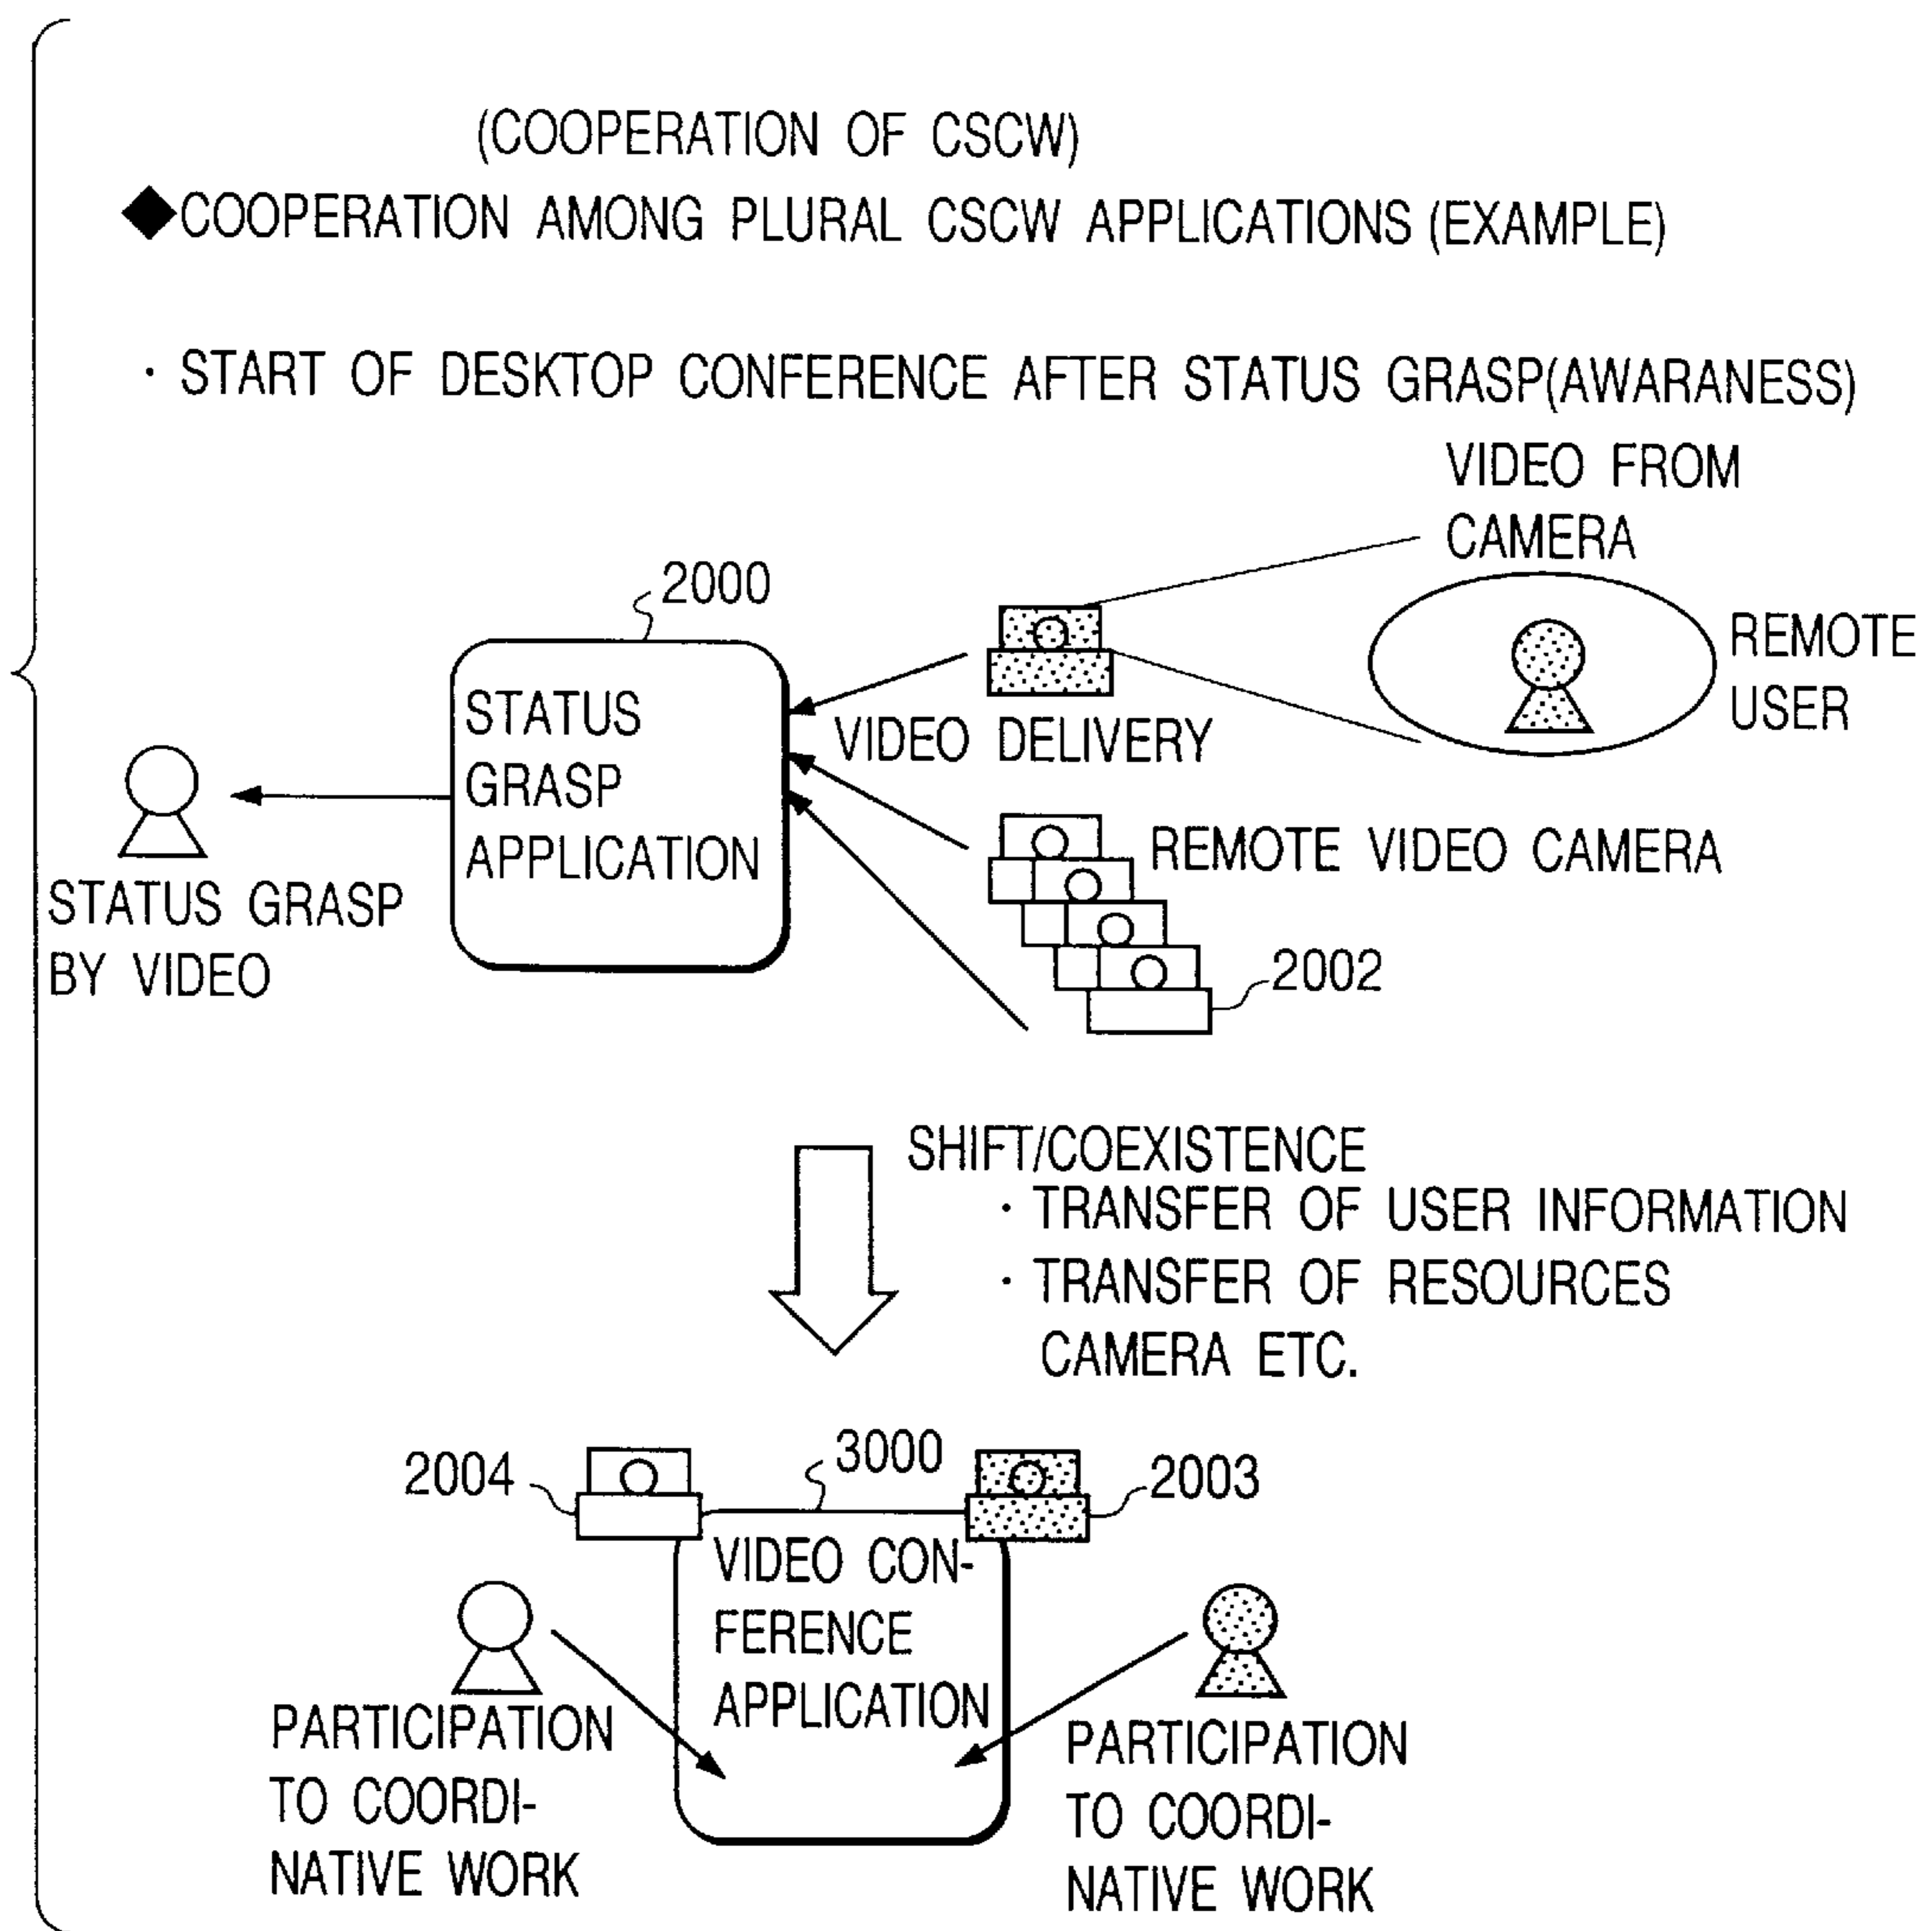 (COOPERATION OF CSCW)
◆COOPERATION AMONG PLURAL CSCW APPLICATIONS (EXAMPLE)
· START OF DESKTOP CONFERENCE AFTER STATUS GRASP(AWARANESS)
VIDEO FROM
CAMERA
2000
REMOTE
USER
STATUS
GRASP
APPLICATION
VIDEO DELIVERY
REMOTE VIDEO CAMERA
STATUS GRASP
BY VIDEO
2002
SHIFT/COEXISTENCE
· TRANSFER OF USER INFORMATION
· TRANSFER OF RESOURCES
CAMERA ETC.
2004
3000
2003
VIDEO CON-
FERENCE
APPLICATION
PARTICIPATION
TO COORDI-
NATIVE WORK
PARTICIPATION
TO COORDI-
NATIVE WORK